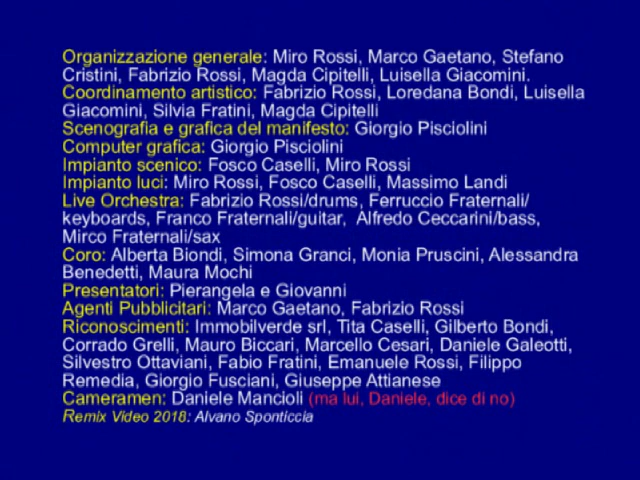 Organizzazione generale: Miro Rossi, Marco Gaetano, Stefano
Cristini, Fabrizio Rossi, Magda Cipitelli, Luisella Giacomini.
Coordinamento artistico: Fabrizio Rossi, Loredana Bondi, Luisella
Giacomini, Silvia Fratini, Magda Cipitelli
Scenografia e grafica del manifesto: Giorgio Pisciolini
Computer grafica: Giorgio Pisciolini
Impianto scenico: Fosco Caselli, Miro Rossi
Impianto luci: Miro Rossi, Fosco Caselli, Massimo Landi
Live Orchestra: Fabrizio Rossi/drums, Ferruccio Fraternali/
keyboards, Franco Fraternali/guitar, Alfredo Ceccarini/bass,
Mirco Fraternali/sax
Coro: Alberta Biondi, Simona Granci, Monia Pruscini, Alessandra
Benedetti, Maura Mochi
Presentatori: Pierangela e Giovanni
Agenti Pubblicitari: Marco Gaetano, Fabrizio Rossi
Riconoscimenti: Immobilverde srl, Tita Caselli, Gilberto Bondi,
Corrado Grelli, Mauro Biccari, Marcello Cesari, Daniele Galeotti,
Silvestro Ottaviani, Fabio Fratini, Emanuele Rossi, Filippo
Remedia, Giorgio Fusciani, Giuseppe Attianese
Cameramen: Daniele Mancioli (ma lui, Daniele, dice di no)
Remix Video 2018: Alvano Sponticcia